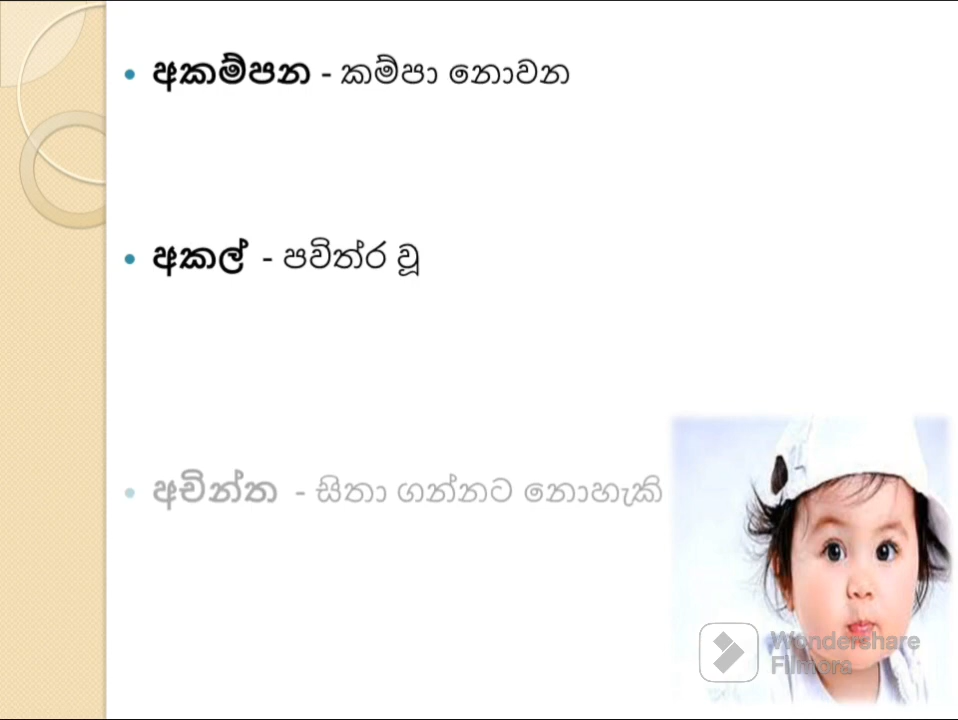 • අකම්පන - කම්පා නොවන
• අකල් - පවිත්ර වූ
• අචින්ත - සිතා ගන්නට නොහැකි
Wondershare
Filmora